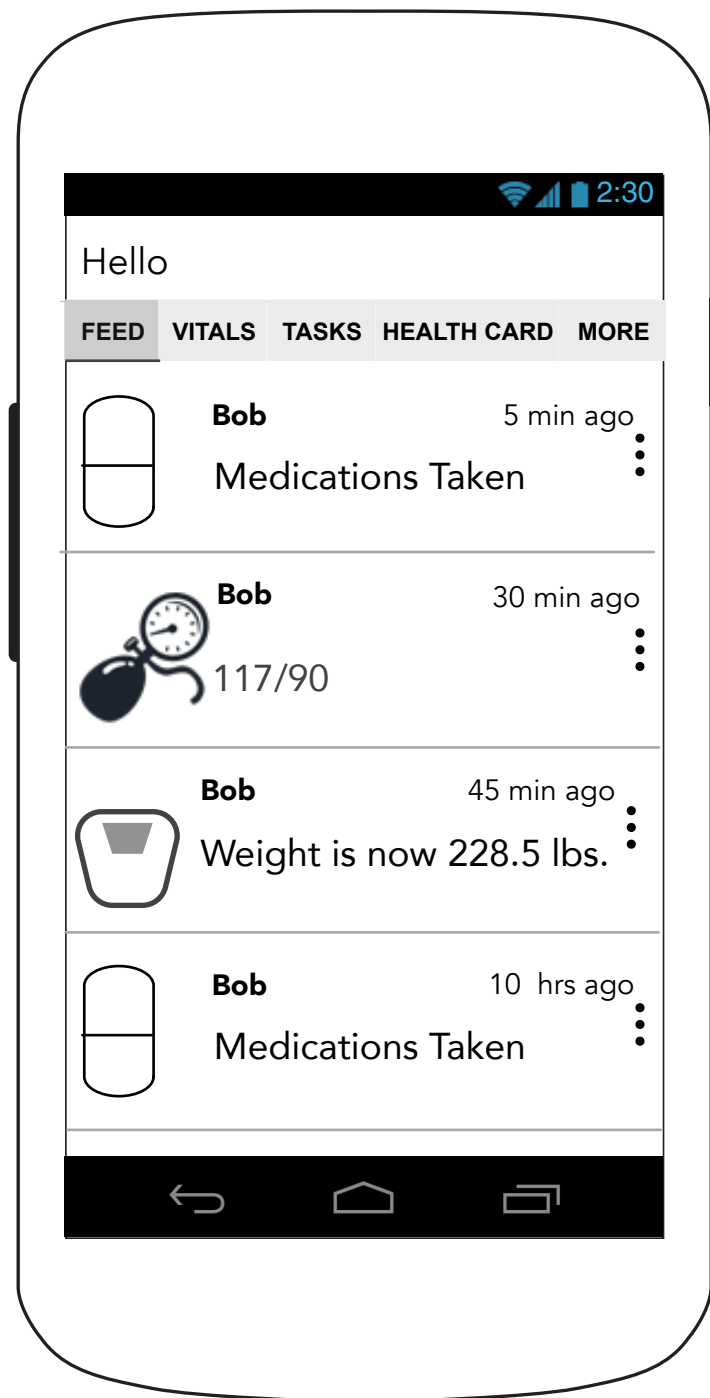 2:30
Hello
FEED VITALS TASKS HEALTH CARD MORE
Bob 5 min ago
Medications Taken
Bob 30 min ago
117/90
Bob 45 min ago
Weight is now 228.5 lbs.
Bob 10 hrs ago
Medications Taken